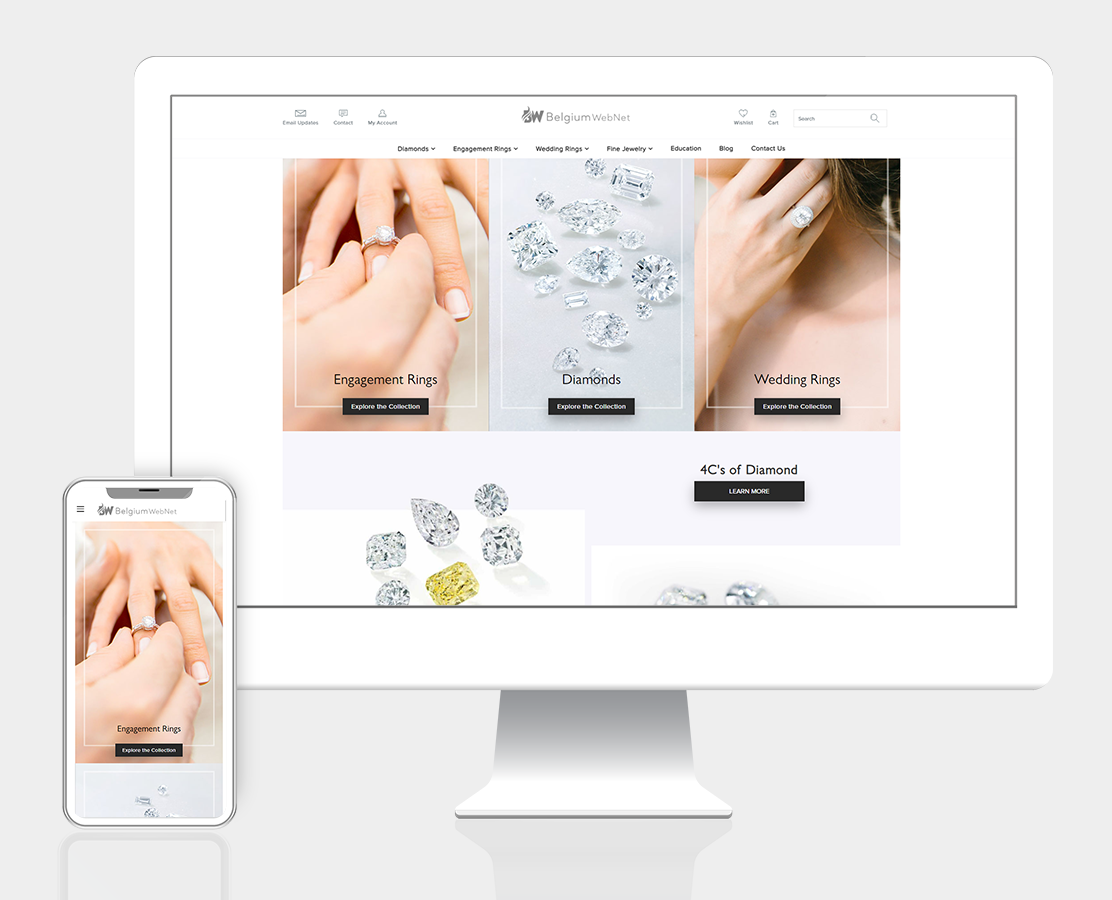 Email Updates
Contact
My Account
BW BelgiumWebNet
Wishlist
Cart
Search
Diamonds
Engagement Rings
Wedding Rings
Fine Jewelry
Education
Blog
Contact Us
Engagement Rings
Explore the Collection
Diamonds
Explore the Collection
Wedding Rings
Explore the Collection
4C's of Diamond
LEARN MORE
BW BelgiumWebNet
Engagement Rings
Explore the Collection